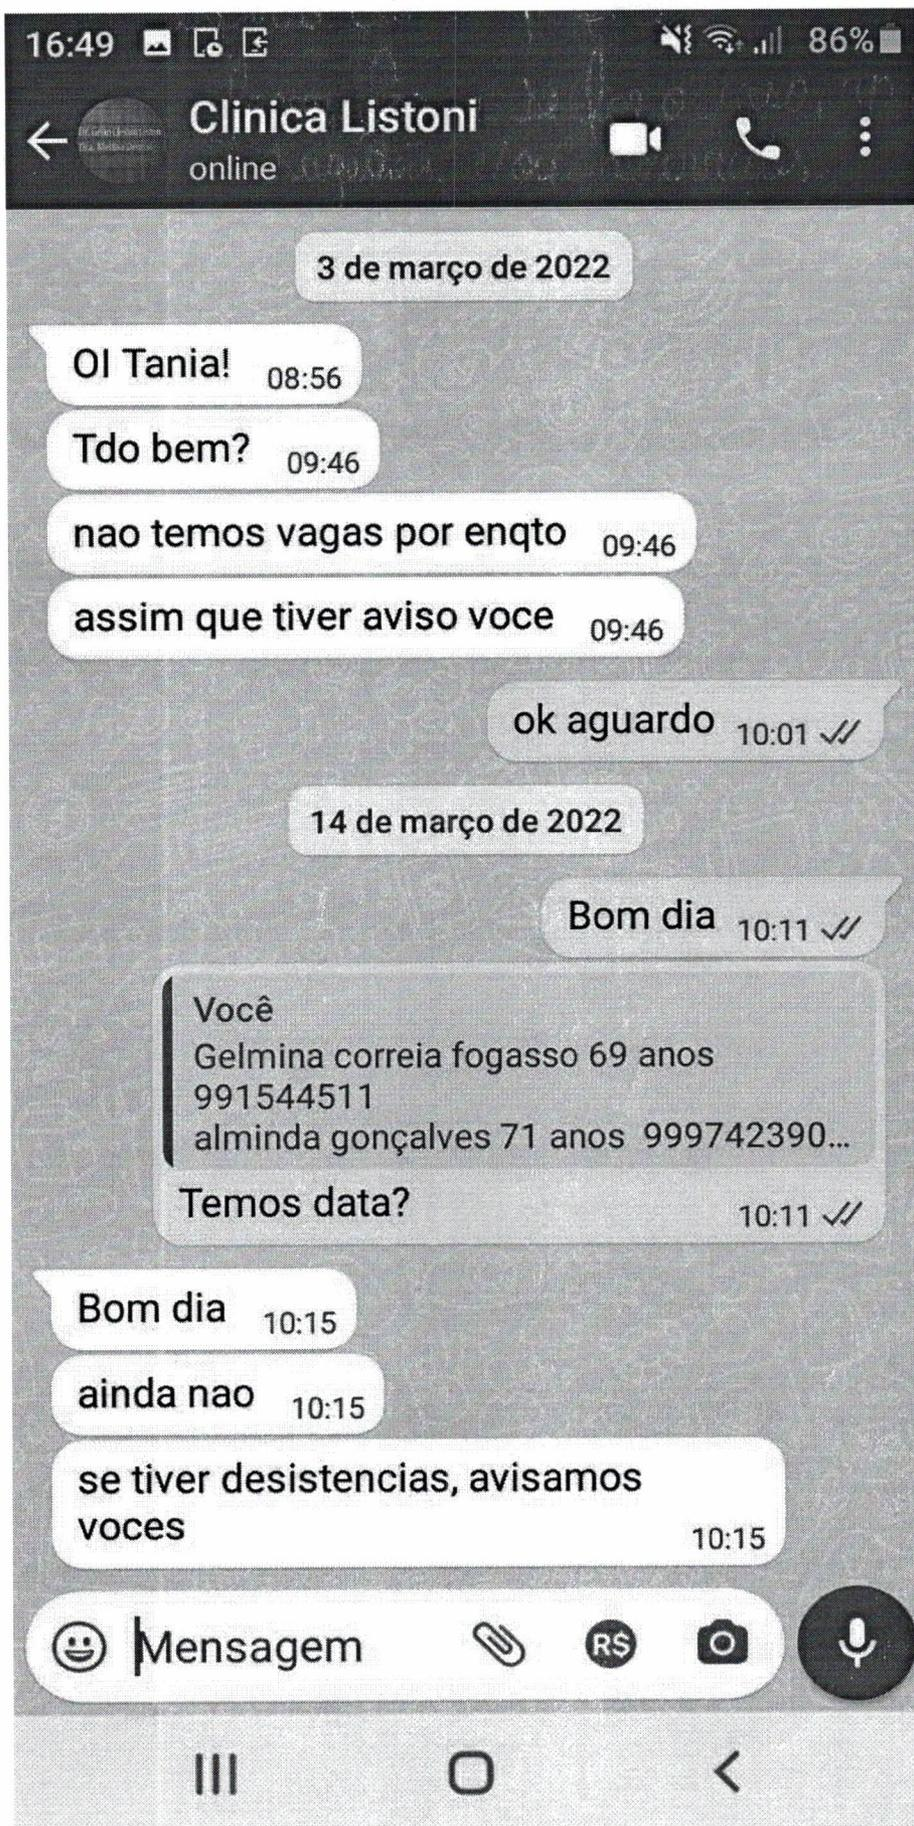 16:49 86%
Clinica Listoni
online
3 de março de 2022
Ol Tania! 08:56
Tdo bem? 09:46
nao temos vagas por enqto 09:46
assim que tiver aviso voce 09:46
ok aguardo 10:01
14 de março de 2022
Bom dia 10:11
Você
Gelmina correia fogasso 69 anos
991544511
alminda gonçalves 71 anos 999742390...
Temos data? 10:11
Bom dia 10:15
ainda nao 10:15
se tiver desistencias, avisamos
voces 10:15
Mensagem R$